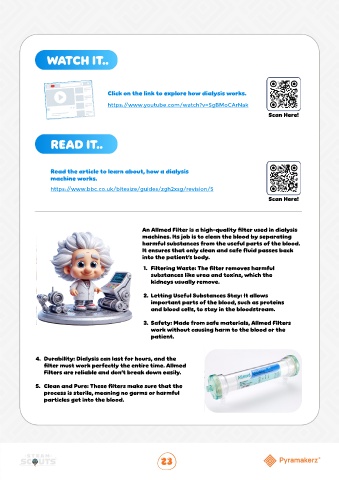 WATCH IT..
Click on the link to explore how dialysis works.
https://www.youtube.com/watch?v=5gBMoCArNak
Scan Here!
READ IT..
Read the article to learn about, how a dialysis
machine works.
https://www.bbc.co.uk/bitesize/guides/zgh2xsg/revision/5
Scan Here!
An Allmed Filter is a high-quality filter used in dialysis
machines. Its job is to clean the blood by separating
harmful substances from the useful parts of the blood.
It ensures that only clean and safe fluid passes back
into the patient's body.
1. Filtering Waste: The filter removes harmful
substances like urea and toxins, which the
kidneys usually remove.
2. Letting Useful Substances Stay: It allows
important parts of the blood, such as proteins
and blood cells, to stay in the bloodstream.
3. Safety: Made from safe materials, Allmed Filters
work without causing harm to the blood or the
patient.
4. Durability: Dialysis can last for hours, and the
filter must work perfectly the entire time. Allmed
Filters are reliable and don't break down easily.
5. Clean and Pure: These filters make sure that the
process is sterile, meaning no germs or harmful
particles get into the blood.
STEAM
SCOUTS
23
Pyramakerz